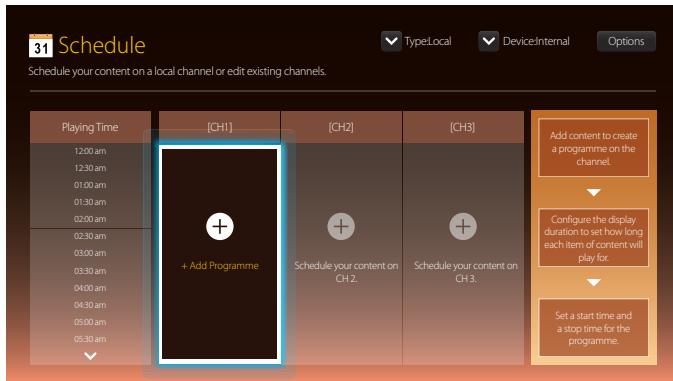 31 Schedule
Type:Local
Device:Internal
Options
Schedule your content on a local channel or edit existing channels.
Playing Time
[CH1]
[CH2]
[CH3]
12:00 am
12:30 am
01:00 am
01:30 am
02:00 am
02:30 am
03:00 am
03:30 am
04:00 am
04:30 am
05:00 am
05:30 am
+ Add Programme
Schedule your content on
CH 2.
Schedule your content on
CH 3.
Add content to create
a programme on the
channel.
Configure the display
duration to set how long
each item of content will
play for.
Set a start time and
a stop time for the
programme.